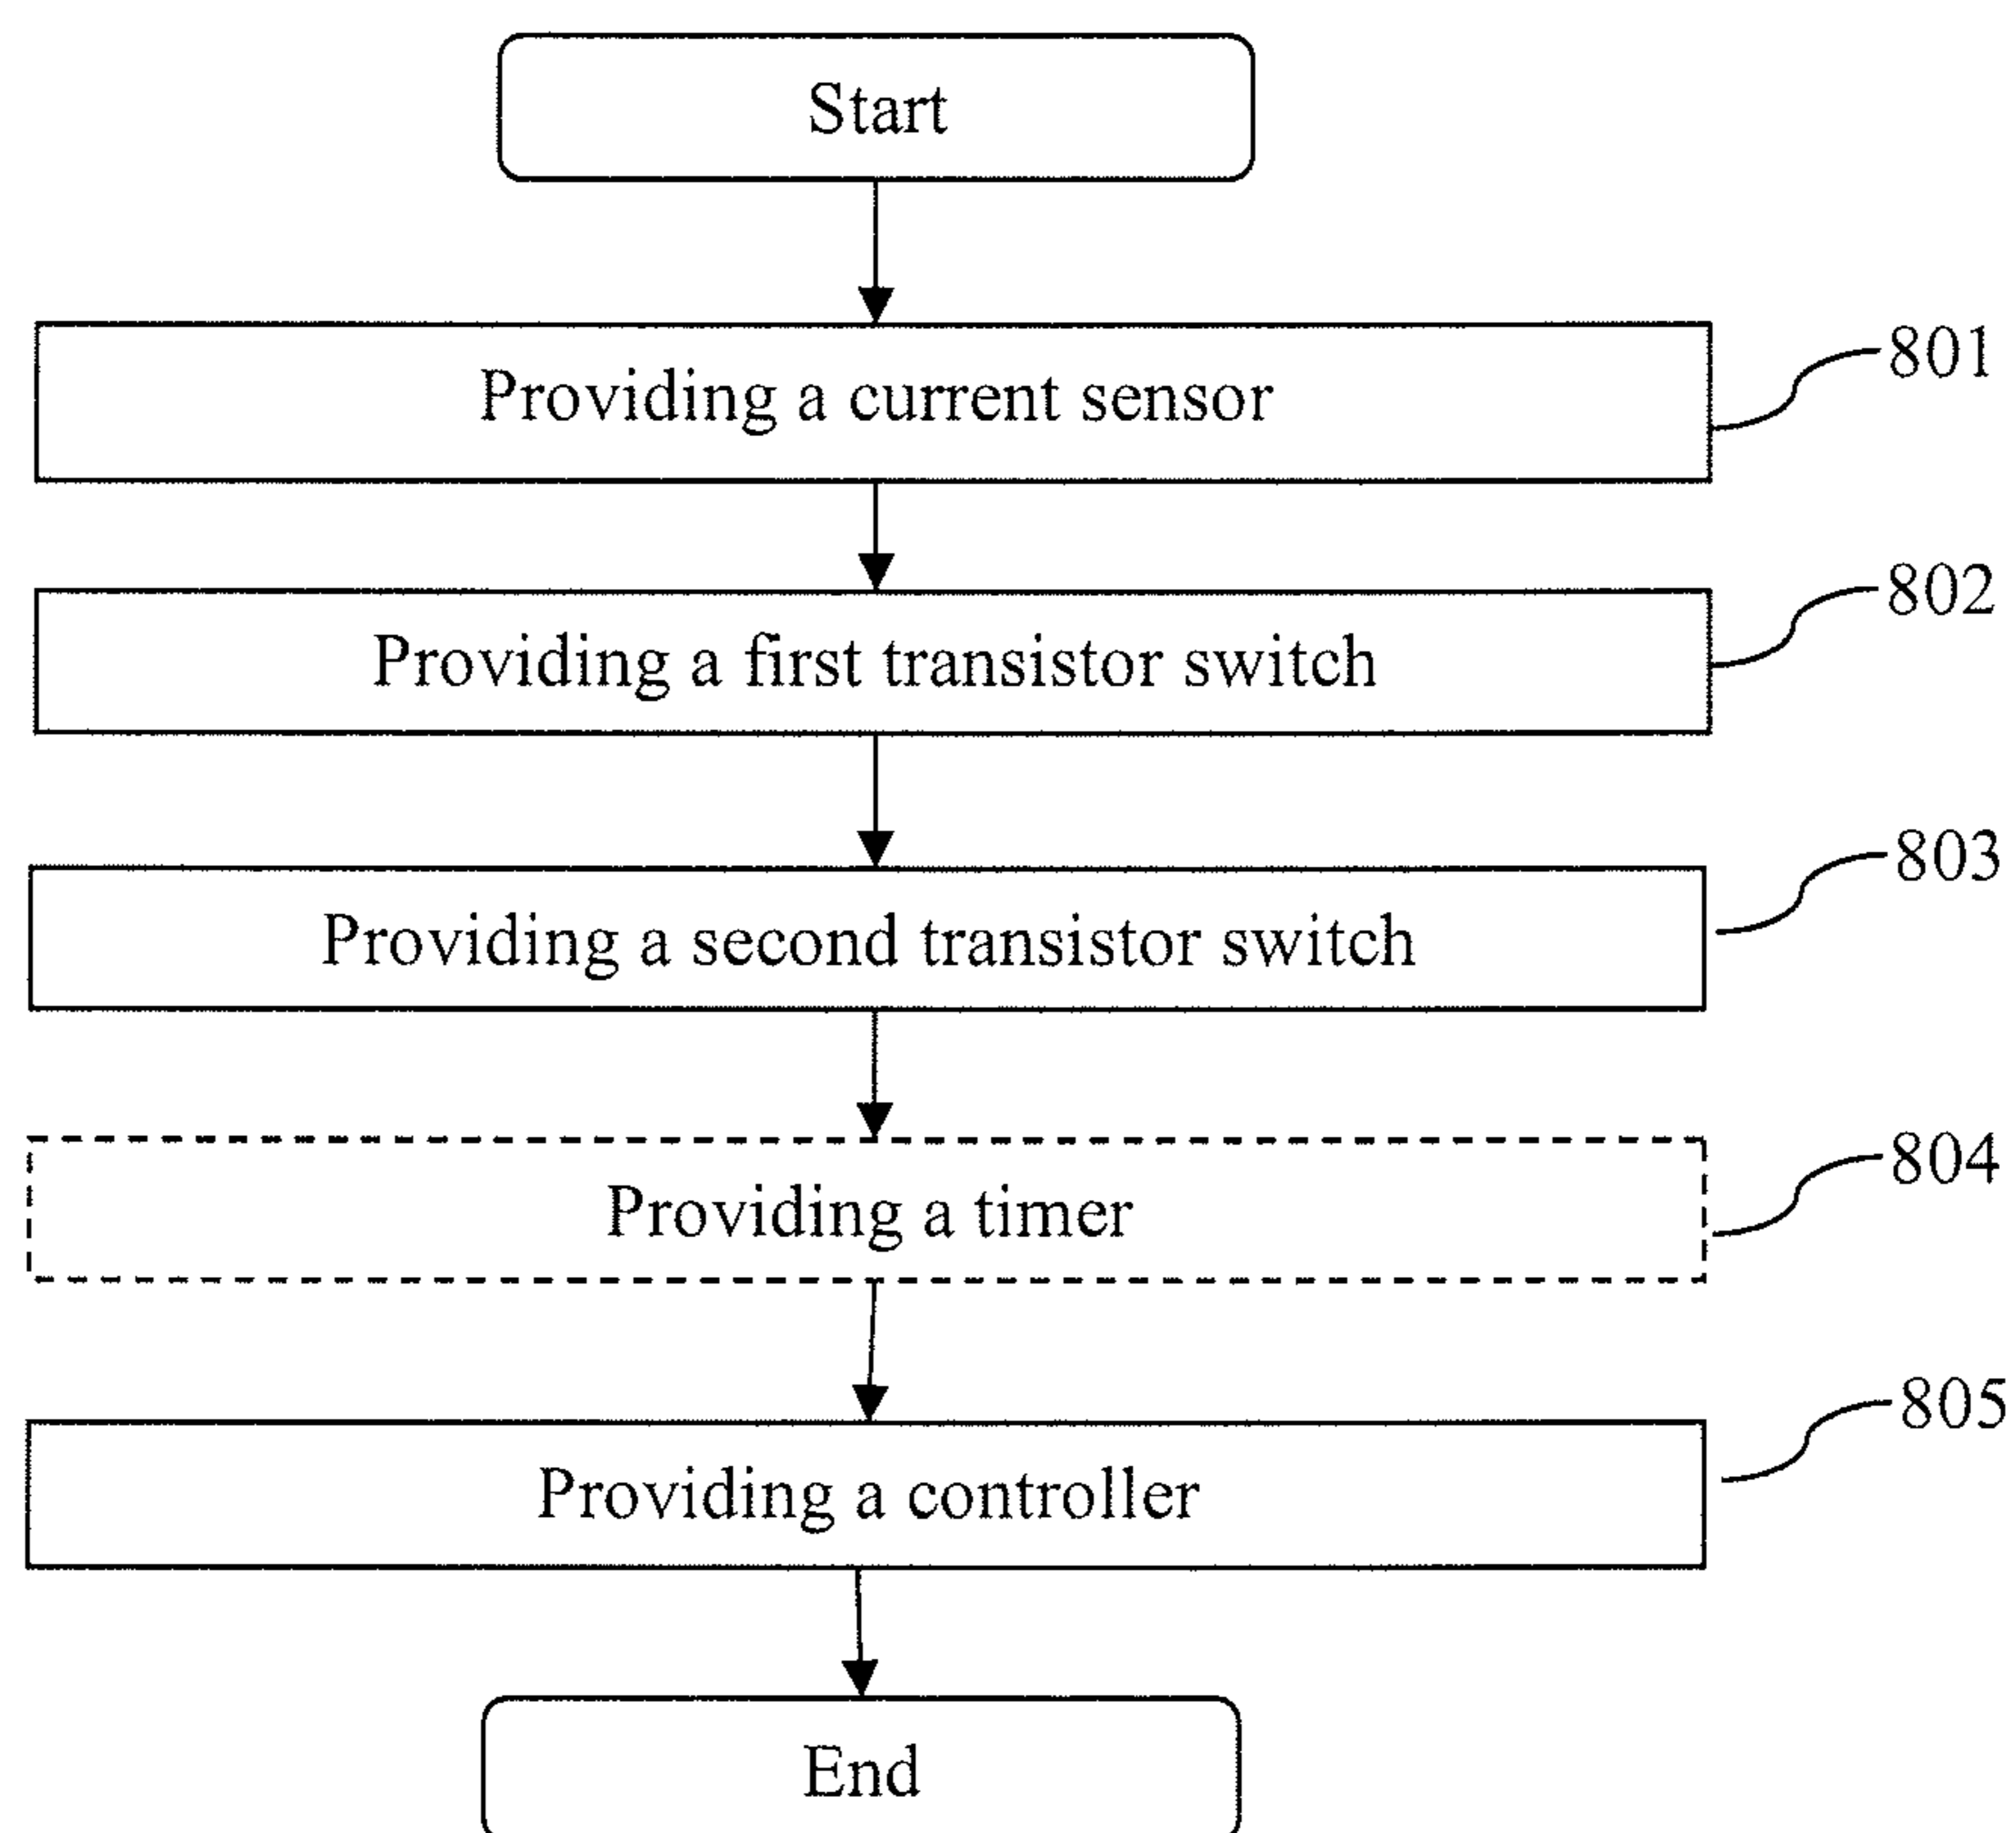 Start
Providing a current sensor
801
Providing a first transistor switch
802
Providing a second transistor switch
803
Providing a timer
804
Providing a controller
805
End